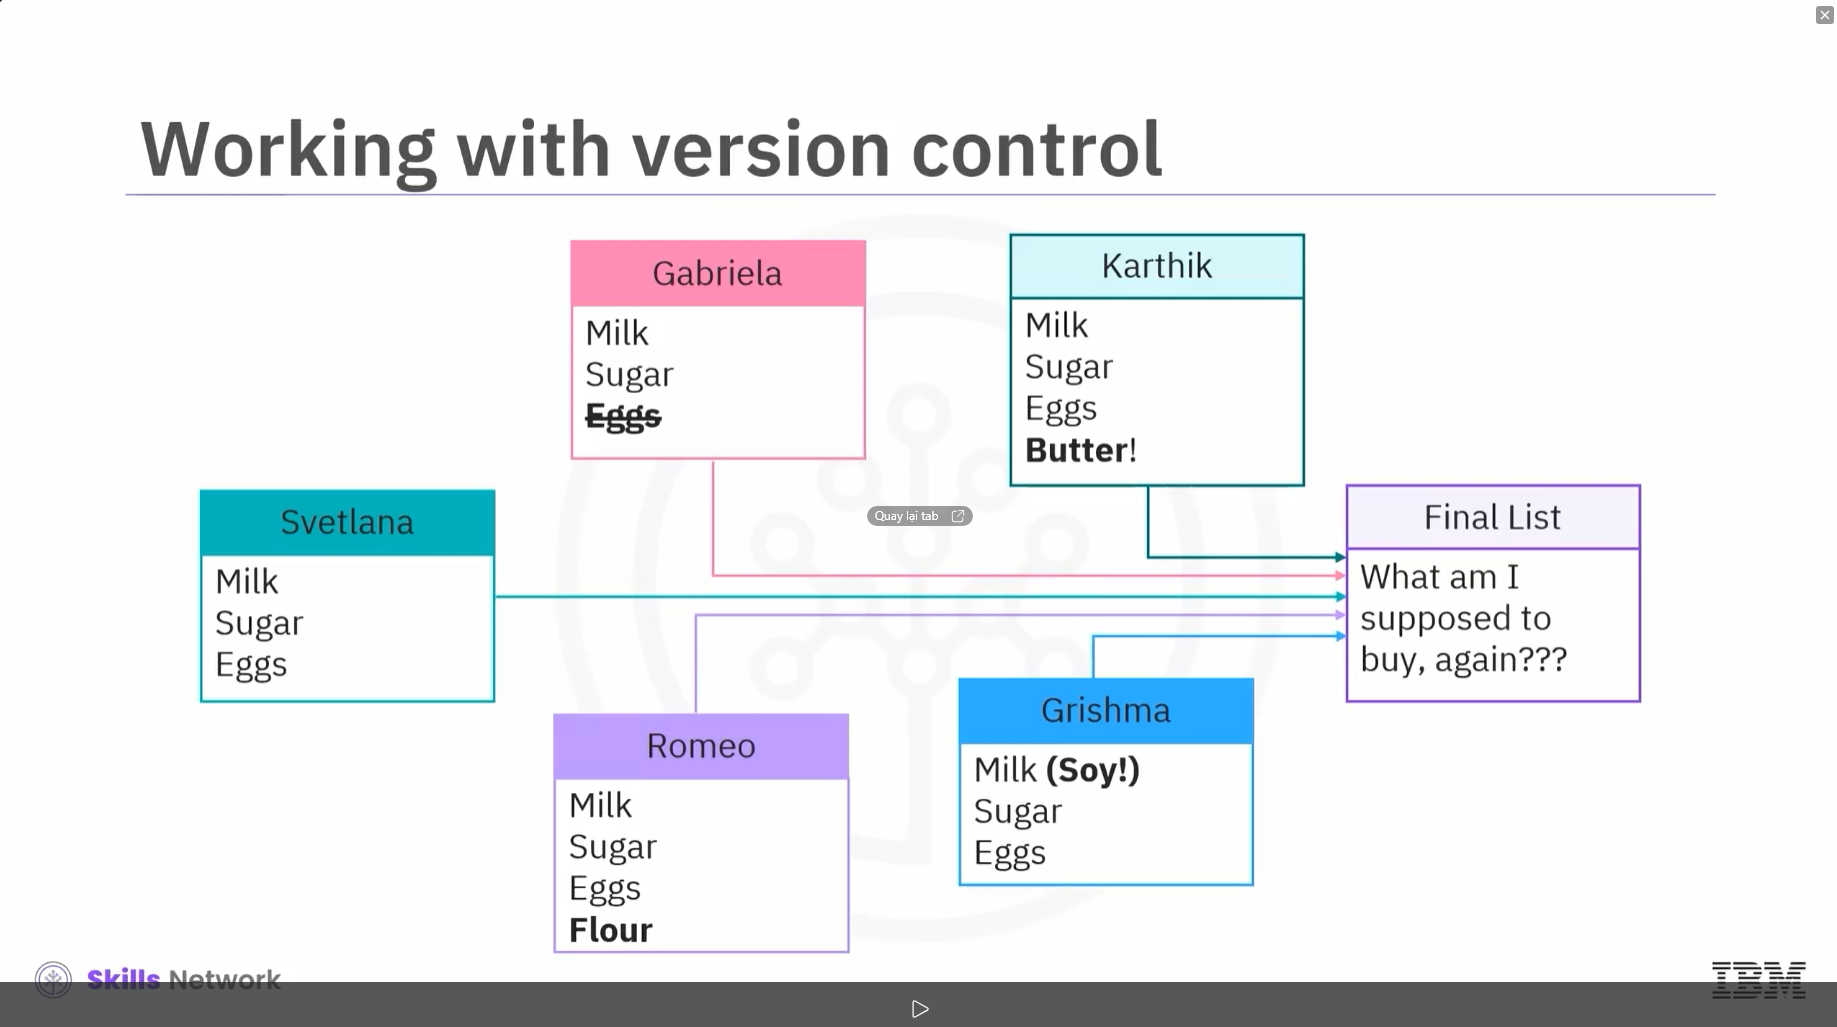 Working with version control
Gabriela
Milk
Sugar
Eggs
Karthik
Milk
Sugar
Eggs
Butter!
Quay lại tab
Svetlana
Milk
Sugar
Eggs
Final List
What am I
supposed to
buy, again???
Romeo
Milk
Sugar
Eggs
Flour
Grishma
Milk (Soy!)
Sugar
Eggs
Skills Network
IBM